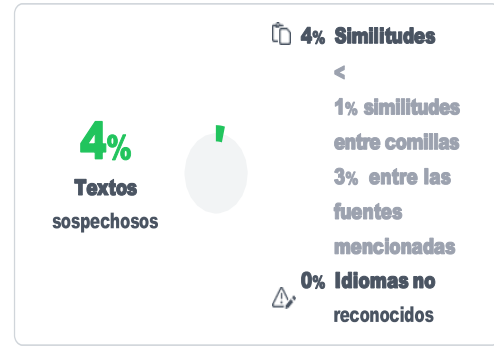 4%
Textos
sospechosos
4% Similitudes
<
1% similitudes
entre comillas
3% entre las
fuentes
mencionadas
0% Idiomas no
reconocidos